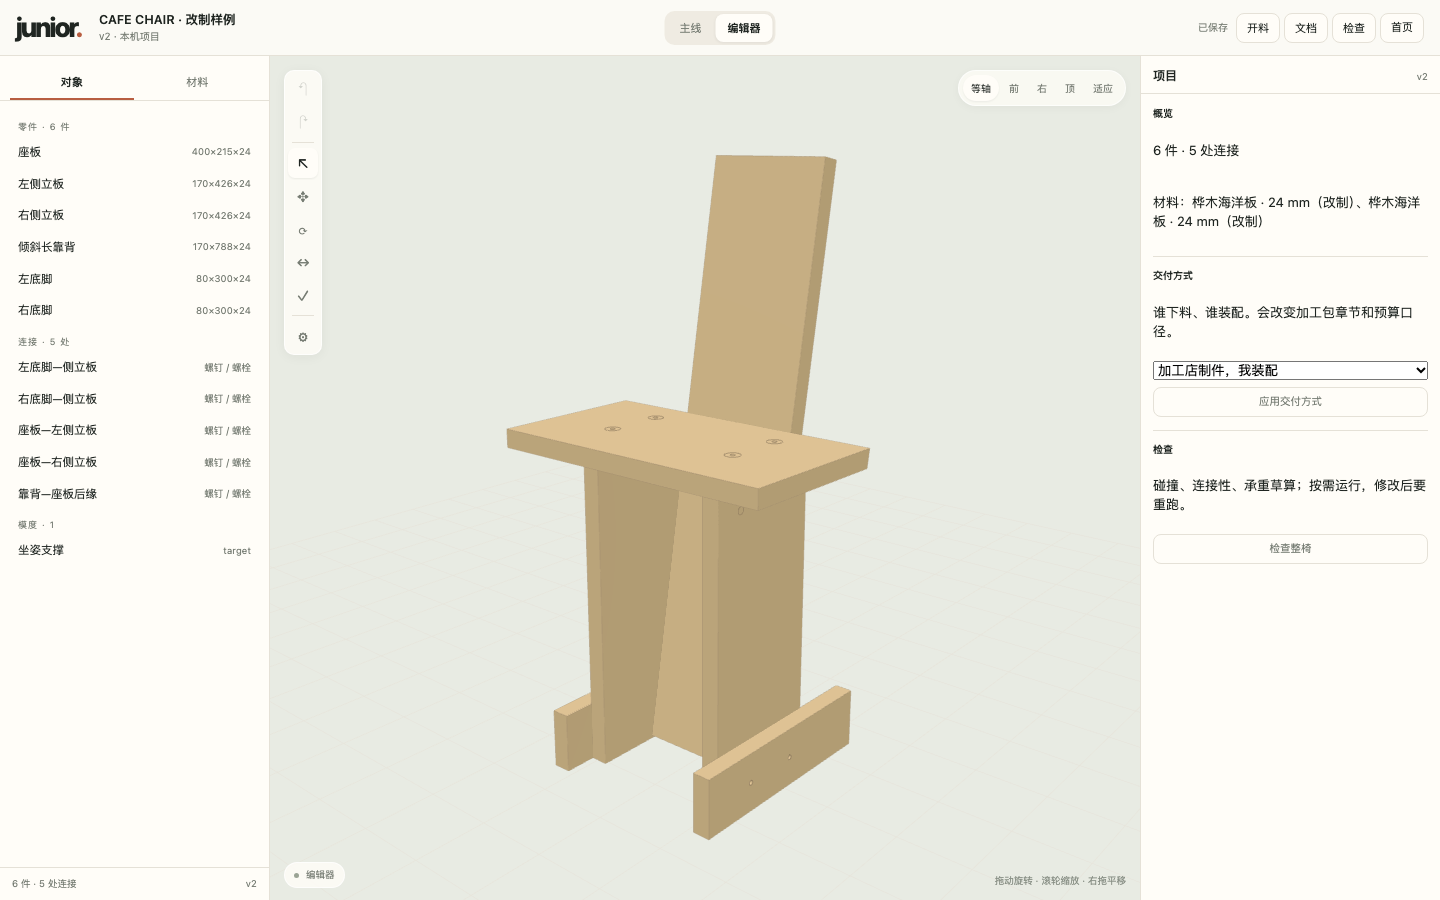 junior.
CAFE CHAIR · 改制样例
v2 · 本机项目
主线
编辑器
已保存
开料
文档
检查
首页
对象
材料
零件 · 6 件
座板 400×215×24
左侧立板 170×426×24
右侧立板 170×426×24
倾斜长靠背 170×788×24
左底脚 80×300×24
右底脚 80×300×24
连接 · 5 处
左底脚—侧立板 螺钉 / 螺栓
右底脚—侧立板 螺钉 / 螺栓
座板—左侧立板 螺钉 / 螺栓
座板—右侧立板 螺钉 / 螺栓
靠背—座板后缘 螺钉 / 螺栓
模度 · 1
坐姿支撑 target
6 件 · 5 处连接 v2
等轴 前 右 顶 适应
编辑器
拖动旋转 · 滚轮缩放 · 右拖平移
项目 v2
概览
6 件 · 5 处连接
材料：桦木海洋板 · 24 mm（改制）、桦木海洋
板 · 24 mm（改制）
交付方式
谁下料、谁装配。会改变加工包章节和预算口
径。
加工店制件，我装配
应用交付方式
检查
碰撞、连接性、承重草算；按需运行，修改后要
重跑。
检查整椅